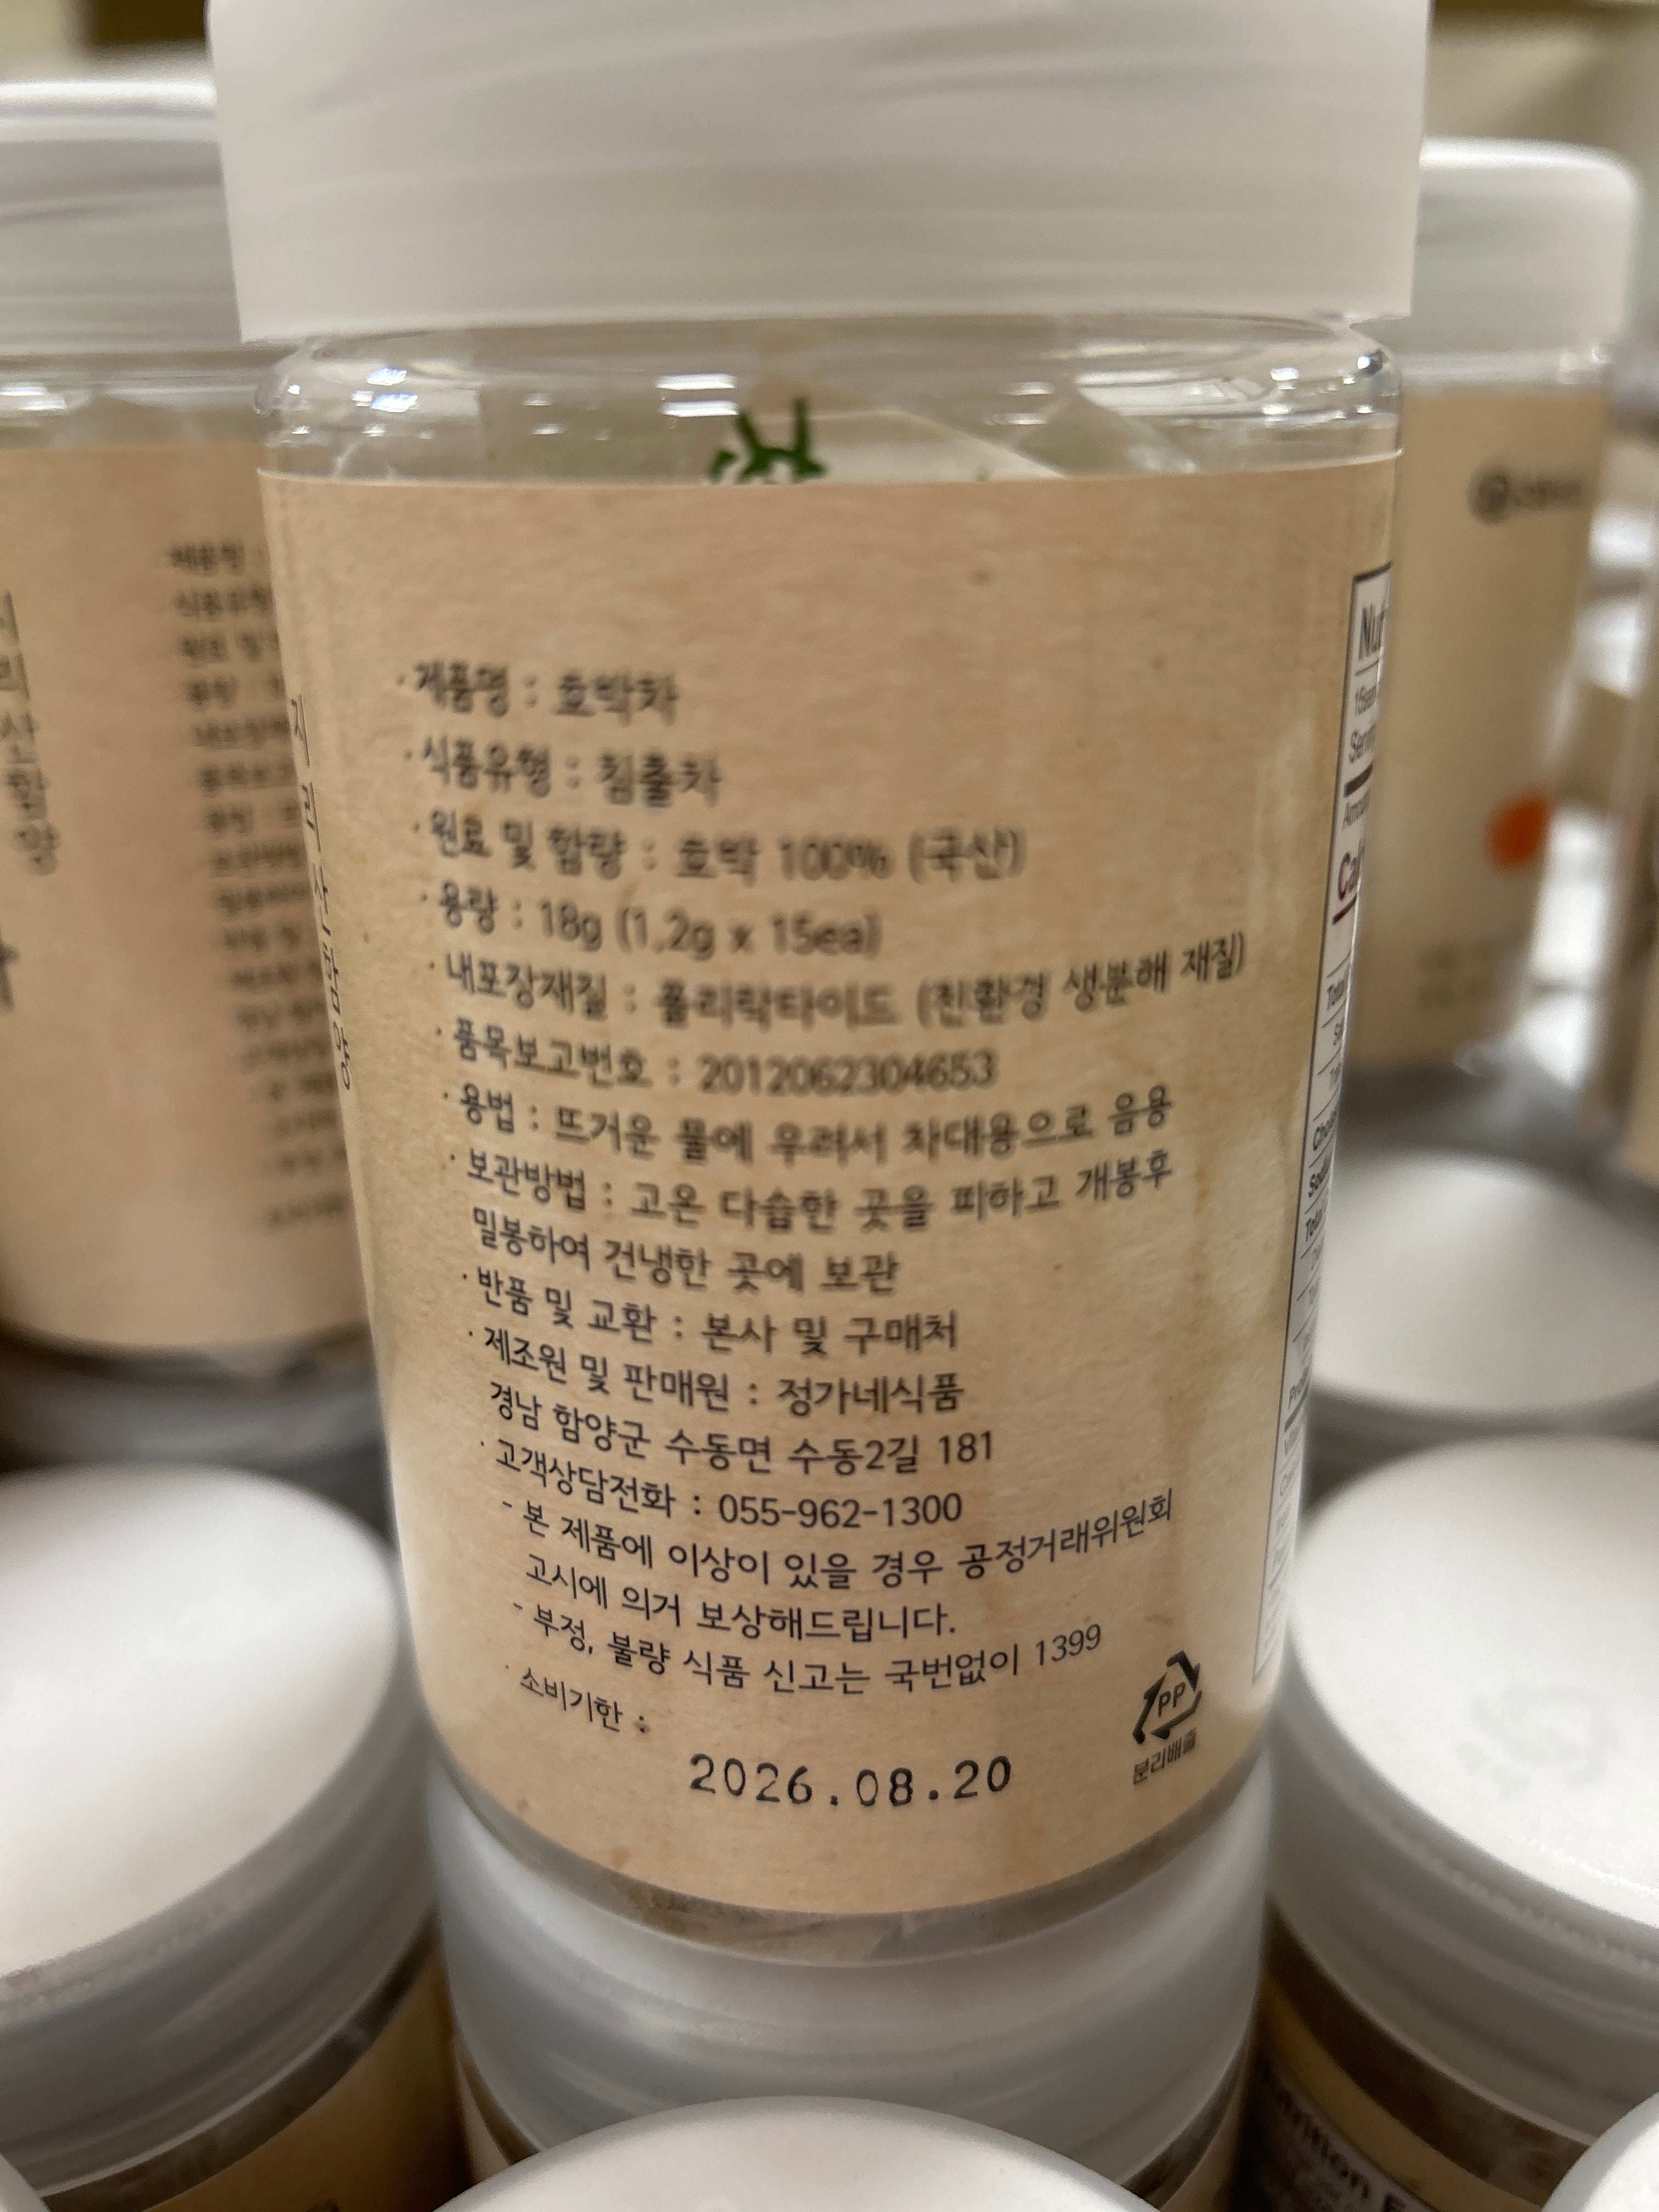 ·제품명 : 호박차
·식품유형 : 침출차
·원료 및 함량 : 호박 100% (국산)
·용량 : 18g (1.2g x 15ea)
·내포장재질 : 폴리락타이드 (친환경 생분해 재질)
·품목보고번호 : 2012062304653
·용법 : 뜨거운 물에 우려서 차대용으로 음용
·보관방법 : 고온 다습한 곳을 피하고 개봉후
밀봉하여 건냉한 곳에 보관
·반품 및 교환 : 본사 및 구매처
·제조원 및 판매원 : 정가네식품
경남 함양군 수동면 수동2길 181
·고객상담전화 : 055-962-1300
- 본 제품에 이상이 있을 경우 공정거래위원회
고시에 의거 보상해드립니다.
- 부정, 불량 식품 신고는 국번없이 1399
·소비기한 :
2026.08.20
PP
분리배출
지리산함양